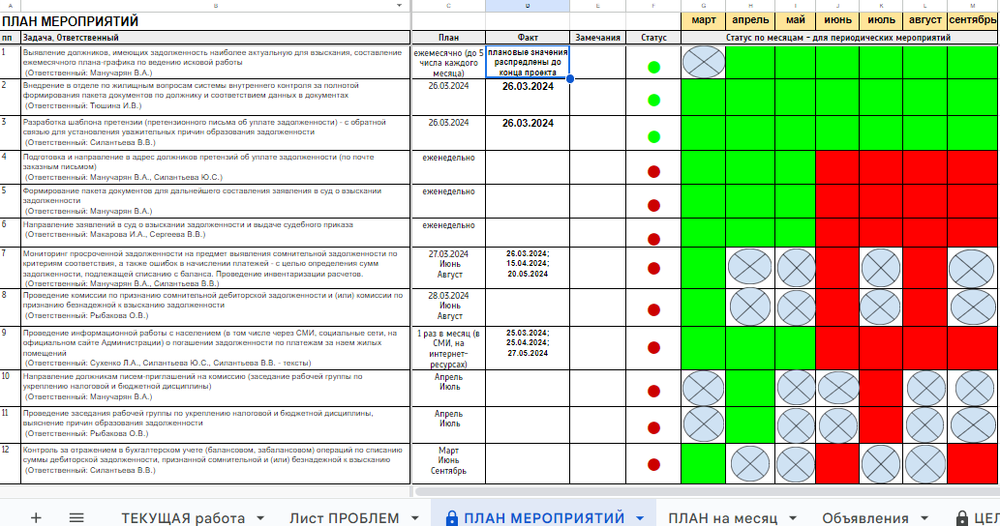 A B C D E F G H I J K L M
ПЛАН МЕРОПРИЯТИЙ март апрель май июнь июль август сентябрь
пп Задача, Ответственный План Факт Замечания Статус Статус по месяцам - для периодических мероприятий
1 Выявление должников, имеющих задолженность наиболее актуальную для взыскания, составление
ежемесячного плана-графика по ведению исковой работы
(Ответственный: Манучарян В.А.)
ежемесячно (до 5
числа каждого
месяца)
плановые значения
распредлены до
конца проекта
2 Внедрение в отделе по жилищным вопросам системы внутреннего контроля за полнотой
формирования пакета документов по должнику и соответствием данных в документах
(Ответственный: Тюшина И.В.)
26.03.2024
26.03.2024
3 Разработка шаблона претензии (претензионного письма об уплате задолженности) - с обратной
связью для установления уважительных причин образования задолженности
(Ответственный: Силантьева В.В.)
26.03.2024
26.03.2024
4 Подготовка и направление в адрес должников претензий об уплате задолженности (по почте
заказным письмом)
(Ответственный: Манучарян В.А., Силантьева Ю.С.)
еженедельно
5 Формирование пакета документов для дальнейшего составления заявления в суд о взыскании
задолженности
(Ответственный: Манучарян В.А.)
еженедельно
6 Направление заявлений в суд о взыскании задолженности и выдаче судебного приказа
(Ответственный: Макарова И.А., Сергеева В.В.)
еженедельно
7 Мониторинг просроченной задолженности на предмет выявления сомнительной задолженности по
критериям соответствия, а также ошибок в начислении платежей - с целью определения сумм
задолженности, подлежащей списанию с баланса. Проведение инвентаризации расчетов.
(Ответственный: Манучарян В.А., Силантьева В.В.)
27.03.2024
Июнь
Август
26.03.2024;
15.04.2024;
20.05.2024
8 Проведение комиссии по признанию сомнительной дебиторской задолженности и (или) комиссии по
признанию безнадежной к взысканию задолженности
(Ответственный: Рыбакова О.В.)
28.03.2024
Июнь
Август
9 Проведение информационной работы с населением (в том числе через СМИ, социальные сети, на
официальном сайте Администрации) о погашении задолженности по платежам за наем жилых
помещений
(Ответственный: Сухенко Л.А., Силантьева Ю.С., Силантьева В.В. - тексты)
1 раз в месяц (в
СМИ, на
интернет-
ресурсах)
25.03.2024;
25.04.2024;
27.05.2024
10 Направление должникам писем-приглашений на комиссию (заседание рабочей группы по
укреплению налоговой и бюджетной дисциплины)
(Ответственный: Манучарян В.А.)
Апрель
Июль
11 Проведение заседания рабочей группы по укреплению налоговой и бюджетной дисциплины,
выяснение причин образования задолженности
(Ответственный: Рыбакова О.В.)
Апрель
Июль
12 Контроль за отражением в бухгалтерском учете (балансовом, забалансовом) операций по списанию
суммы дебиторской задолженности, признанной сомнительной и (или) безнадежной к взысканию
(Ответственный: Силантьева В.В.)
Март
Июнь
Сентябрь
ТЕКУЩАЯ работа Лист ПРОБЛЕМ ПЛАН МЕРОПРИЯТИЙ ПЛАН на месяц Объявления ЦЕЛ